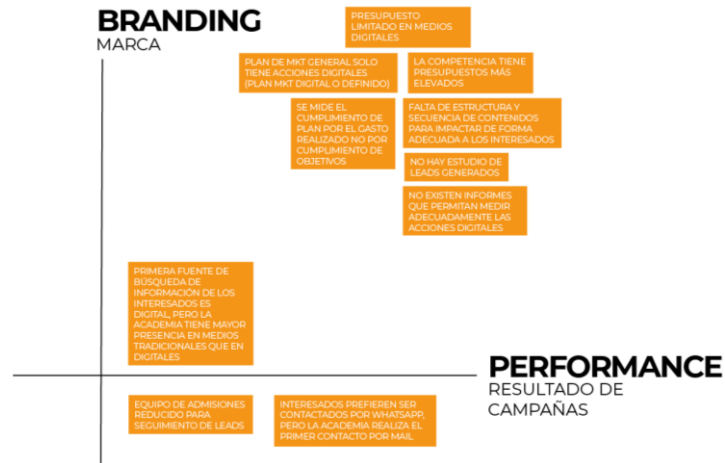 BRANDING
MARCA
PRESUPUESTO
LIMITADO EN MEDIOS
DIGITALES
PLAN DE MKT GENERAL SOLO
TIENE ACCIONES DIGITALES
(PLAN MKT DIGITAL O DEFINIDO)
LA COMPETENCIA TIENE
PRESUPUESTOS MÁS
ELEVADOS
SE MIDE EL
CUMPLIMIENTO DE
PLAN POR EL GASTO
REALIZADO NO POR
CUMPLIMIENTO DE
OBJETIVOS
FALTA DE ESTRUCTURA Y
SECUENCIA DE CONTENIDOS
PARA IMPACTAR DE FORMA
ADECUADA A LOS INTERESADOS
NO HAY ESTUDIO DE
LEADS GENERADOS
NO EXISTEN INFORMES
QUE PERMITAN MEDIR
ADECUADAMENTE LAS
ACCIONES DIGITALES
PRIMERA FUENTE DE
BÚSQUEDA DE
INFORMACIÓN DE LOS
INTERESADOS ES
DIGITAL, PERO LA
ACADEMIA TIENE MAYOR
PRESENCIA EN MEDIOS
TRADICIONALES QUE EN
DIGITALES
PERFORMANCE
RESULTADO DE
CAMPAÑAS
EQUIPO DE ADMISIONES
REDUCIDO PARA
SEGUIMIENTO DE LEADS
INTERESADOS PREFIEREN SER
CONTACTADOS POR WHATSAPP,
PERO LA ACADEMIA REALIZA EL
PRIMER CONTACTO POR MAIL